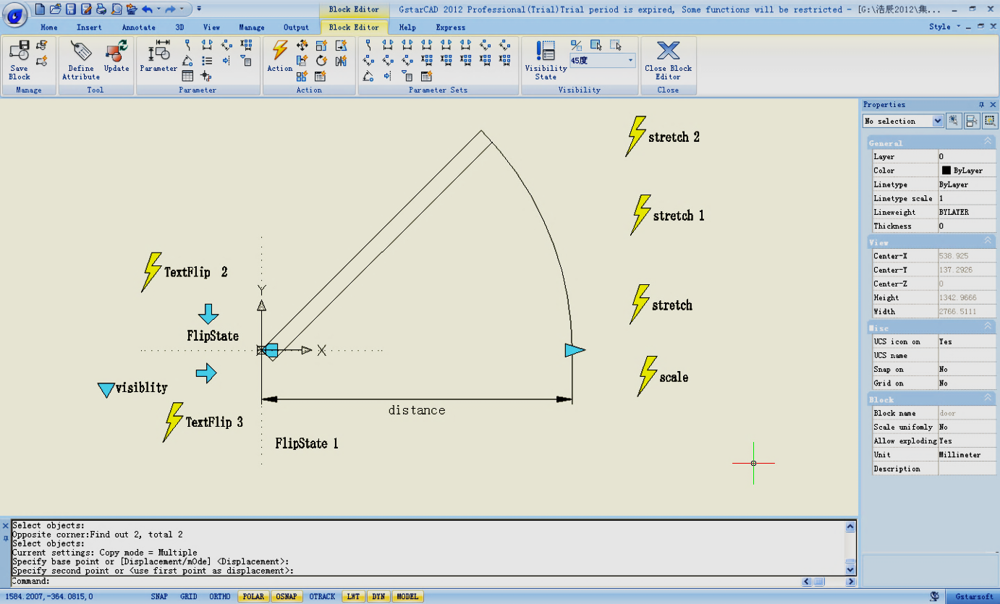 Block Editor
GstarCAD 2012 Professional(Trial)Trial period is expired, Some functions will be restricted - [G:\浩辰2012\集...
Home Insert Annotate 3D View Manage Output Block Editor Help Express Style
Save Block
Define Attribute
Update
Parameter
Action
Visibility State
45度
Close Block Editor
Manage Tool Parameter Action Parameter Sets Visibility Close
Properties
No selection
General
Layer 0
Color ByLayer
Linetype ByLayer
Linetype scale 1
Lineweight BYLAYER
Thickness 0
View
Center-X 538.925
Center-Y 137.2926
Center-Z 0
Height 1342.9666
Width 2766.5111
Misc
UCS icon on Yes
UCS name
Snap on No
Grid on No
Block
Block name door
Scale unifomly No
Allow exploding Yes
Unit Millimeter
Description
stretch 2
stretch 1
stretch
scale
TextFlip 2
FlipState
visiblity
TextFlip 3
FlipState 1
Y
X
distance
Select objects:
Opposite corner:Find out 2, total 2
Select objects:
Current settings: Copy mode = Multiple
Specify base point or [Displacement/mOde] <Displacement>:
Specify second point or <use first point as displacement>:
Command:
1584.2007,-364.0815,0 SNAP GRID ORTHO POLAR OSNAP OTRACK LWT DYN MODEL Gstarsoft